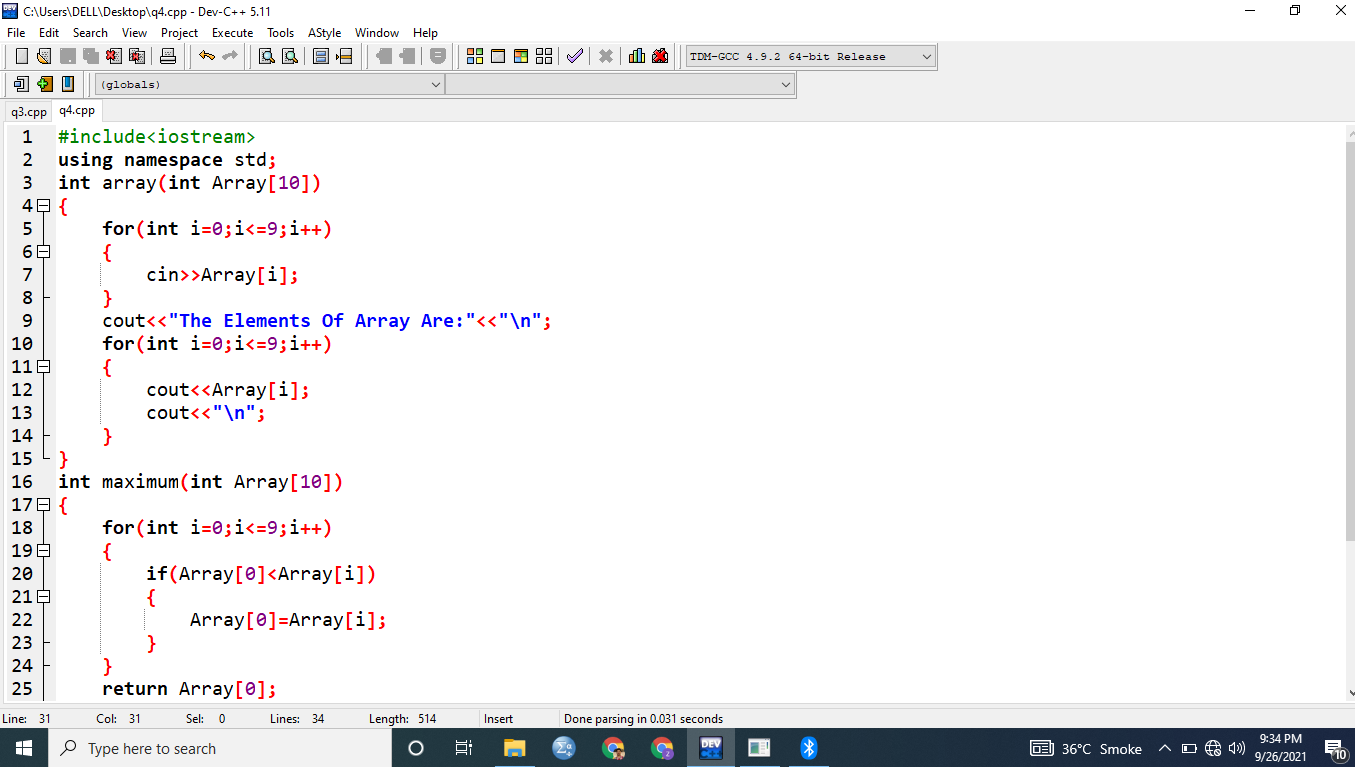 C:\Users\DELL\Desktop\q4.cpp - Dev-C++ 5.11
File Edit Search View Project Execute Tools AStyle Window Help
TDM-GCC 4.9.2 64-bit Release
(globals)
q3.cpp q4.cpp
1 #include<iostream>
2 using namespace std;
3 int array(int Array[10])
4 {
5 for(int i=0;i<=9;i++)
6 {
7 cin>>Array[i];
8 }
9 cout<<"The Elements Of Array Are:"<<"\n";
10 for(int i=0;i<=9;i++)
11 {
12 cout<<Array[i];
13 cout<<"\n";
14 }
15 }
16 int maximum(int Array[10])
17 {
18 for(int i=0;i<=9;i++)
19 {
20 if(Array[0]<Array[i])
21 {
22 Array[0]=Array[i];
23 }
24 }
25 return Array[0];
Line: 31 Col: 31 Sel: 0 Lines: 34 Length: 514 Insert Done parsing in 0.031 seconds
Type here to search
DEV
36°C Smoke
9:34 PM
9/26/2021
10